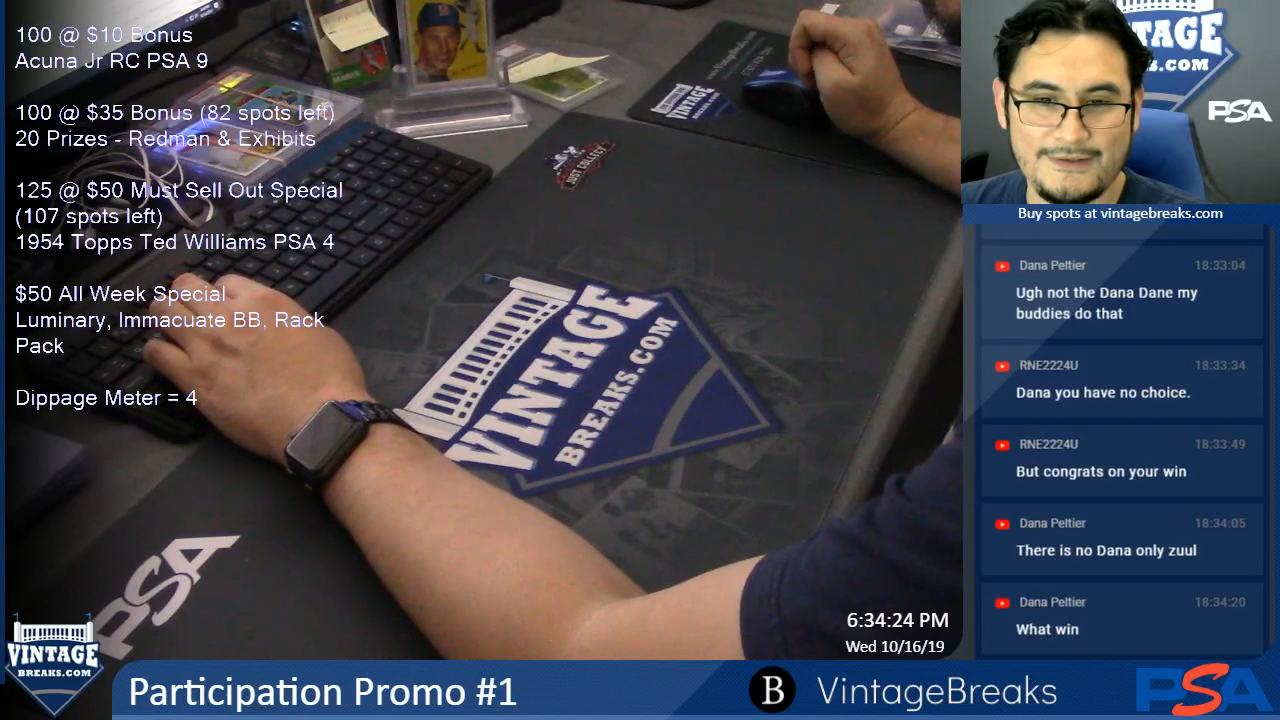 100 @ $10 Bonus
Acuna Jr RC PSA 9
100 @ $35 Bonus (82 spots left)
20 Prizes - Redman & Exhibits
125 @ $50 Must Sell Out Special
(107 spots left)
1954 Topps Ted Williams PSA 4
$50 All Week Special
Luminary, Immacuate BB, Rack
Pack
Dippage Meter = 4
JUST COLLECT
VINTAGE
BREAKS.COM
VINTAGE
PSA
TAGE
S.COM
PSA
Buy spots at vintagebreaks.com
Dana Peltier 18:33:04
Ugh not the Dana Dane my
buddies do that
RNE2224U 18:33:34
Dana you have no choice.
RNE2224U 18:33:49
But congrats on your win
Dana Peltier 18:34:05
There is no Dana only zuul
Dana Peltier 18:34:20
What win
6:34:24 PM
Wed 10/16/19
VINTAGE
BREAKS.COM
Participation Promo #1
B VintageBreaks
PSA